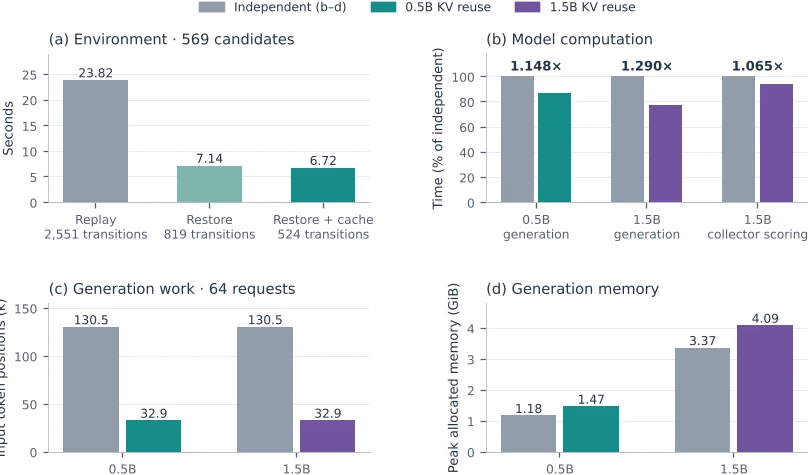 Independent (b–d) 0.5B KV reuse 1.5B KV reuse
(a) Environment · 569 candidates
Seconds
25
20
15
10
5
0
23.82
7.14
6.72
Replay
2,551 transitions
Restore
819 transitions
Restore + cache
524 transitions
(b) Model computation
Time (% of independent)
100
80
60
40
20
0
1.148×
1.290×
1.065×
0.5B
generation
1.5B
generation
1.5B
collector scoring
(c) Generation work · 64 requests
token positions (k)
150
100
50
0
130.5
32.9
130.5
32.9
0.5B
1.5B
(d) Generation memory
Peak allocated memory (GiB)
4
3
2
1
0
1.18
1.47
3.37
4.09
0.5B
1.5B